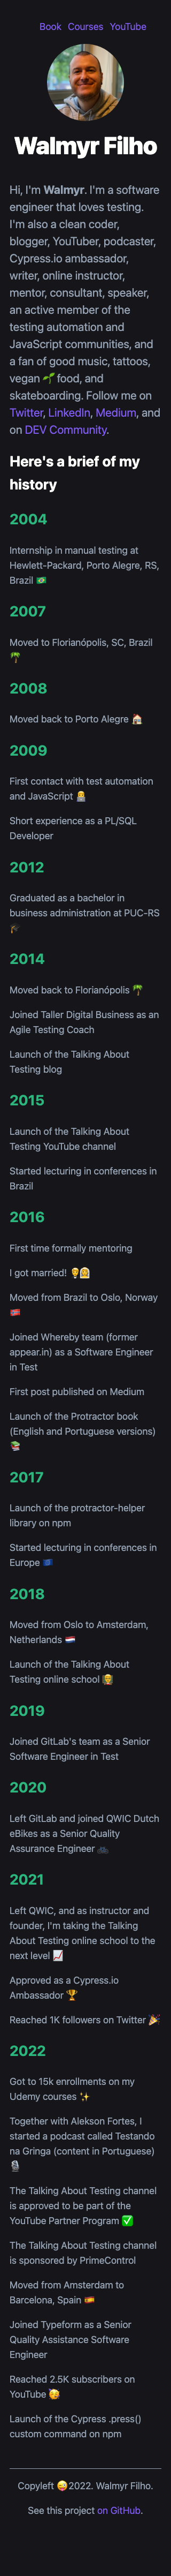 Book Courses YouTube
Walmyr Filho
Hi, I'm Walmyr. I'm a software
engineer that loves testing.
I'm also a clean coder,
blogger, YouTuber, podcaster,
Cypress.io ambassador,
writer, online instructor,
mentor, consultant, speaker,
an active member of the
testing automation and
JavaScript communities, and
a fan of good music, tattoos,
vegan 🌱 food, and
skateboarding. Follow me on
Twitter, LinkedIn, Medium, and
on DEV Community.
Here's a brief of my
history
2004
Internship in manual testing at
Hewlett-Packard, Porto Alegre, RS,
Brazil 🇧🇷
2007
Moved to Florianópolis, SC, Brazil
🌴
2008
Moved back to Porto Alegre 🏠
2009
First contact with test automation
and JavaScript 👨‍💻
Short experience as a PL/SQL
Developer
2012
Graduated as a bachelor in
business administration at PUC-RS
🎓
2014
Moved back to Florianópolis 🌴
Joined Taller Digital Business as an
Agile Testing Coach
Launch of the Talking About
Testing blog
2015
Launch of the Talking About
Testing YouTube channel
Started lecturing in conferences in
Brazil
2016
First time formally mentoring
I got married! 🤵👰
Moved from Brazil to Oslo, Norway
🇳🇴
Joined Whereby team (former
appear.in) as a Software Engineer
in Test
First post published on Medium
Launch of the Protractor book
(English and Portuguese versions)
📚
2017
Launch of the protractor-helper
library on npm
Started lecturing in conferences in
Europe 🇪🇺
2018
Moved from Oslo to Amsterdam,
Netherlands 🇳🇱
Launch of the Talking About
Testing online school 👨‍🏫
2019
Joined GitLab's team as a Senior
Software Engineer in Test
2020
Left GitLab and joined QWIC Dutch
eBikes as a Senior Quality
Assurance Engineer 🚲
2021
Left QWIC, and as instructor and
founder, I'm taking the Talking
About Testing online school to the
next level 📈
Approved as a Cypress.io
Ambassador 🏆
Reached 1K followers on Twitter 🎉
2022
Got to 15k enrollments on my
Udemy courses ✨
Together with Alekson Fortes, I
started a podcast called Testando
na Gringa (content in Portuguese)
🎙️
The Talking About Testing channel
is approved to be part of the
YouTube Partner Program ✅
The Talking About Testing channel
is sponsored by PrimeControl
Moved from Amsterdam to
Barcelona, Spain 🇪🇸
Joined Typeform as a Senior
Quality Assistance Software
Engineer
Reached 2.5K subscribers on
YouTube 🥳
Launch of the Cypress .press()
custom command on npm
Copyleft 😝2022. Walmyr Filho.
See this project on GitHub.